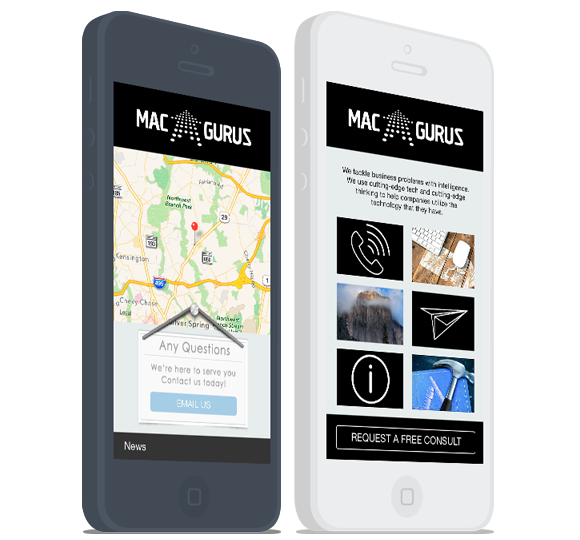 MAC GURUS
Northwest
Branch Park
29
193
495
Kensington
Chevy Chase
Silver Spring
Northwest
Any Questions
We're here to serve you
Contact us today!
EMAIL US
News
MAC GURUS
We tackle business problems with intelligence.
We use cutting-edge tech and cutting-edge
thinking to help companies utilize the
technology that they have.
REQUEST A FREE CONSULT